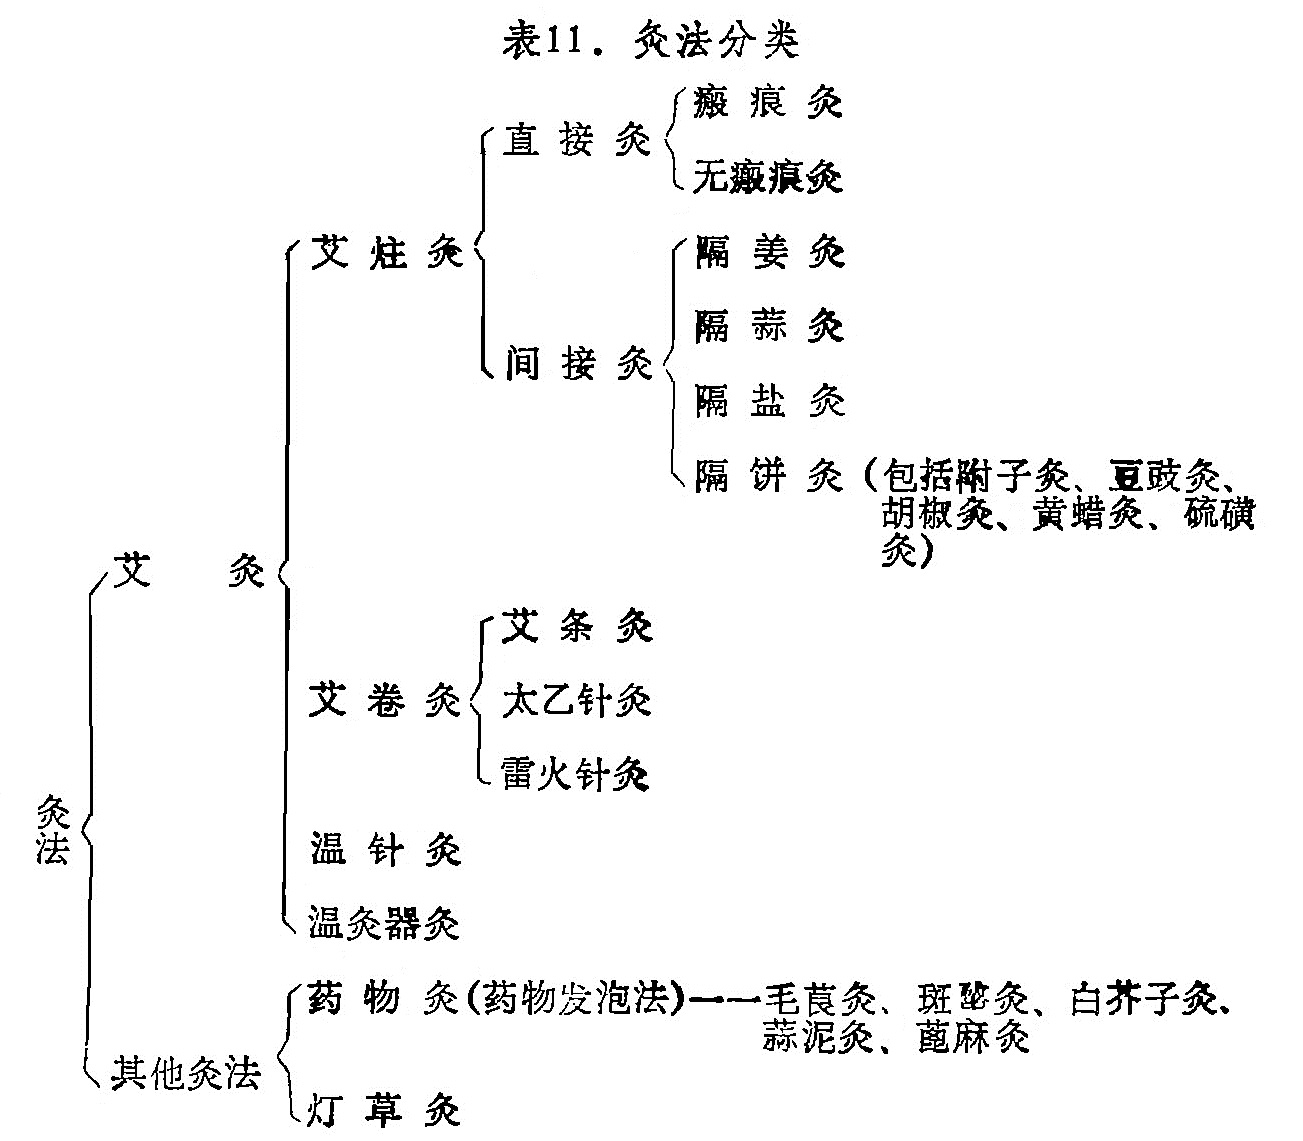 表11．灸法分类
瘢痕灸
直接灸
无瘢痕灸
艾炷灸
隔姜灸
隔蒜灸
间接灸
隔盐灸
隔饼灸（包括附子灸、豆豉灸、
胡椒灸、黄蜡灸、硫磺
灸）
艾灸
艾条灸
艾卷灸
太乙针灸
雷火针灸
灸法
温针灸
温灸器灸
药物灸（药物发泡法）——毛茛灸、斑蝥灸、白芥子灸、
蒜泥灸、蓖麻灸
其他灸法
灯草灸